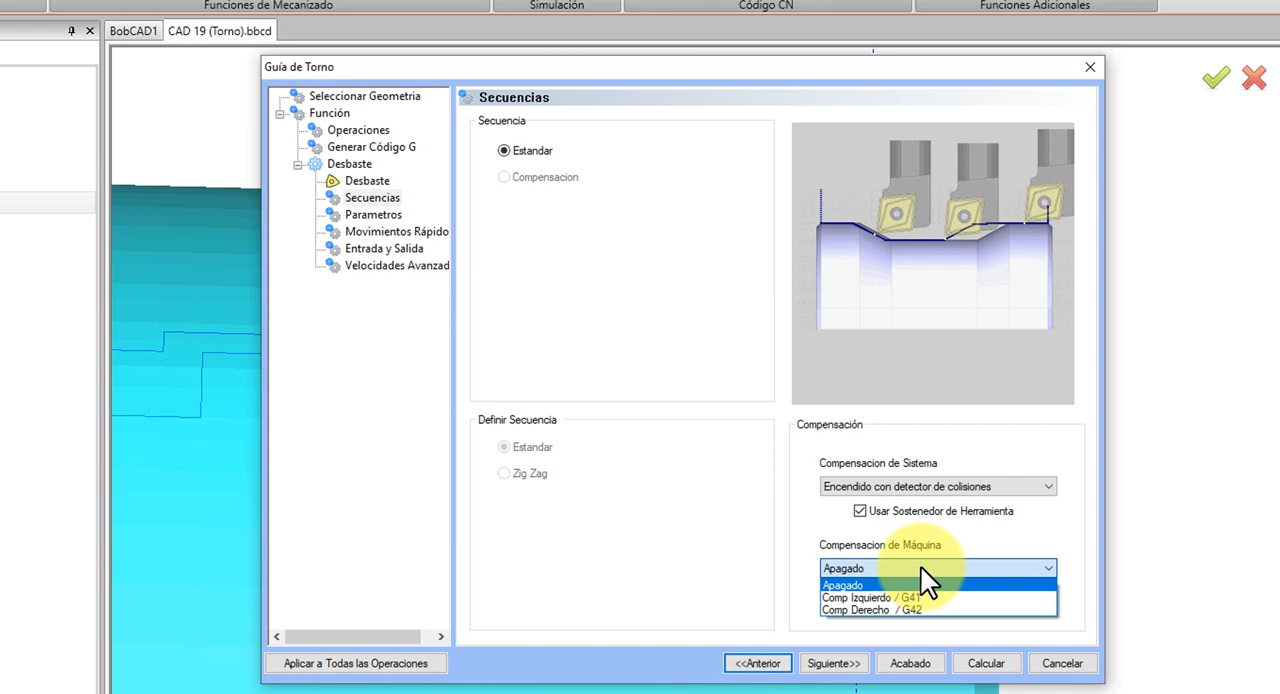 Funciones de Mecanizado
Simulación
Código CN
Funciones Adicionales
BobCAD1
CAD 19 (Torno).bbcd
Guía de Torno
Seleccionar Geometria
Función
Operaciones
Generar Código G
Desbaste
Desbaste
Secuencias
Parametros
Movimientos Rápido
Entrada y Salida
Velocidades Avanzad
Secuencias
Secuencia
Estandar
Compensacion
Definir Secuencia
Estandar
Zig Zag
Compensación
Compensacion de Sistema
Encendido con detector de colisiones
Usar Sostenedor de Herramienta
Compensacion de Máquina
Apagado
Apagado
Comp Izquierdo / G41
Comp Derecho / G42
Aplicar a Todas las Operaciones
<<Anterior
Siguiente>>
Acabado
Calcular
Cancelar